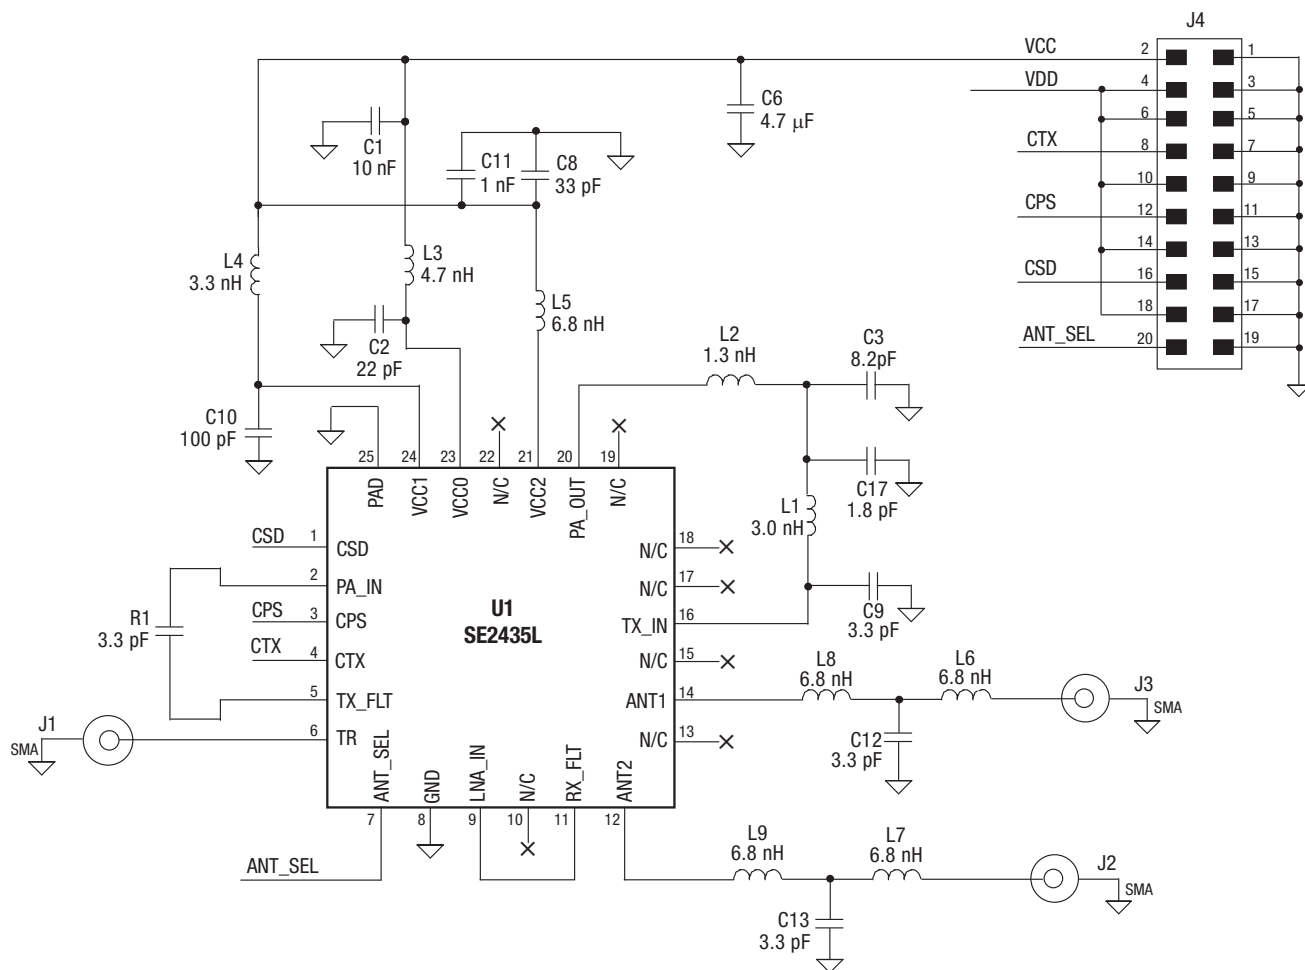 J4
VCC
2
1
VDD
4
3
6
5
CTX
8
7
10
9
CPS
12
11
14
13
CSD
16
15
18
17
ANT_SEL
20
19
C6
4.7 µF
C1
10 nF
C11
1 nF
C8
33 pF
L4
3.3 nH
L3
4.7 nH
L5
6.8 nH
C2
22 pF
L2
1.3 nH
C3
8.2pF
C10
100 pF
C17
1.8 pF
L1
3.0 nH
C9
3.3 pF
25
24
23
22
21
20
19
PAD
VCC1
VCC0
N/C
VCC2
PA_OUT
N/C
CSD
1
CSD
2
PA_IN
CPS
3
CPS
CTX
4
CTX
5
TX_FLT
6
TR
R1
3.3 pF
J1
SMA
U1
SE2435L
N/C
18
N/C
17
TX_IN
16
N/C
15
ANT1
14
N/C
13
L8
6.8 nH
L6
6.8 nH
J3
SMA
C12
3.3 pF
ANT_SEL
GND
LNA_IN
N/C
RX_FLT
ANT2
7
8
9
10
11
12
ANT_SEL
L9
6.8 nH
L7
6.8 nH
J2
SMA
C13
3.3 pF